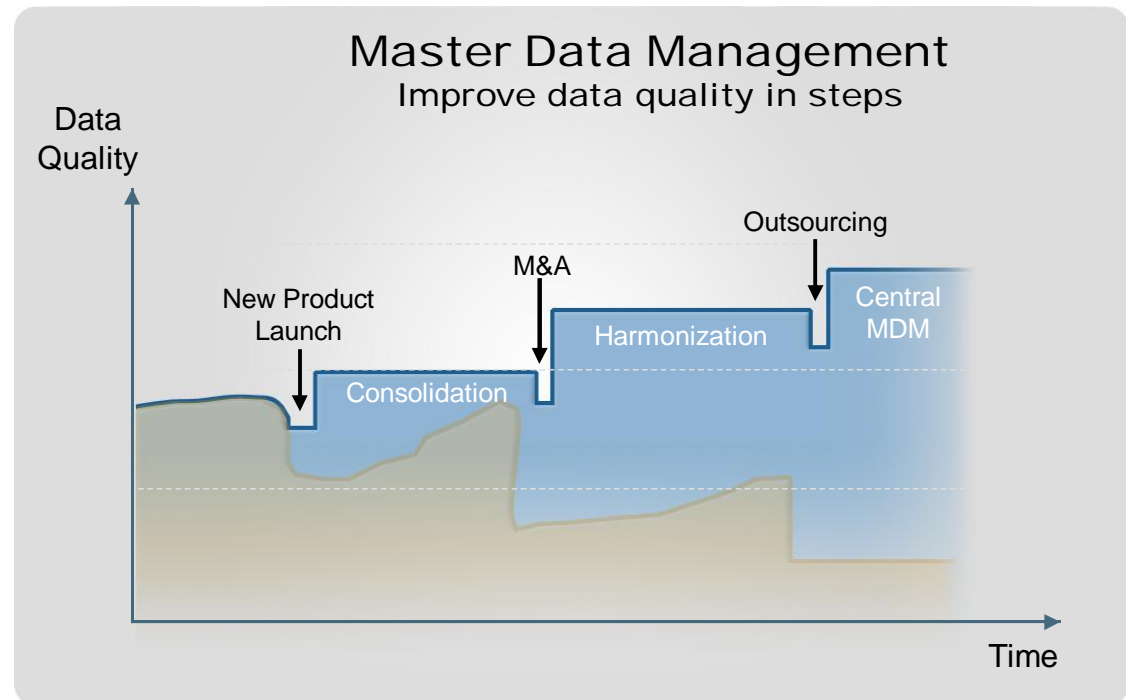 Master Data Management
Improve data quality in steps
Data
Quality
Outsourcing
M&A
New Product
Launch
Central
MDM
Harmonization
Consolidation
Time